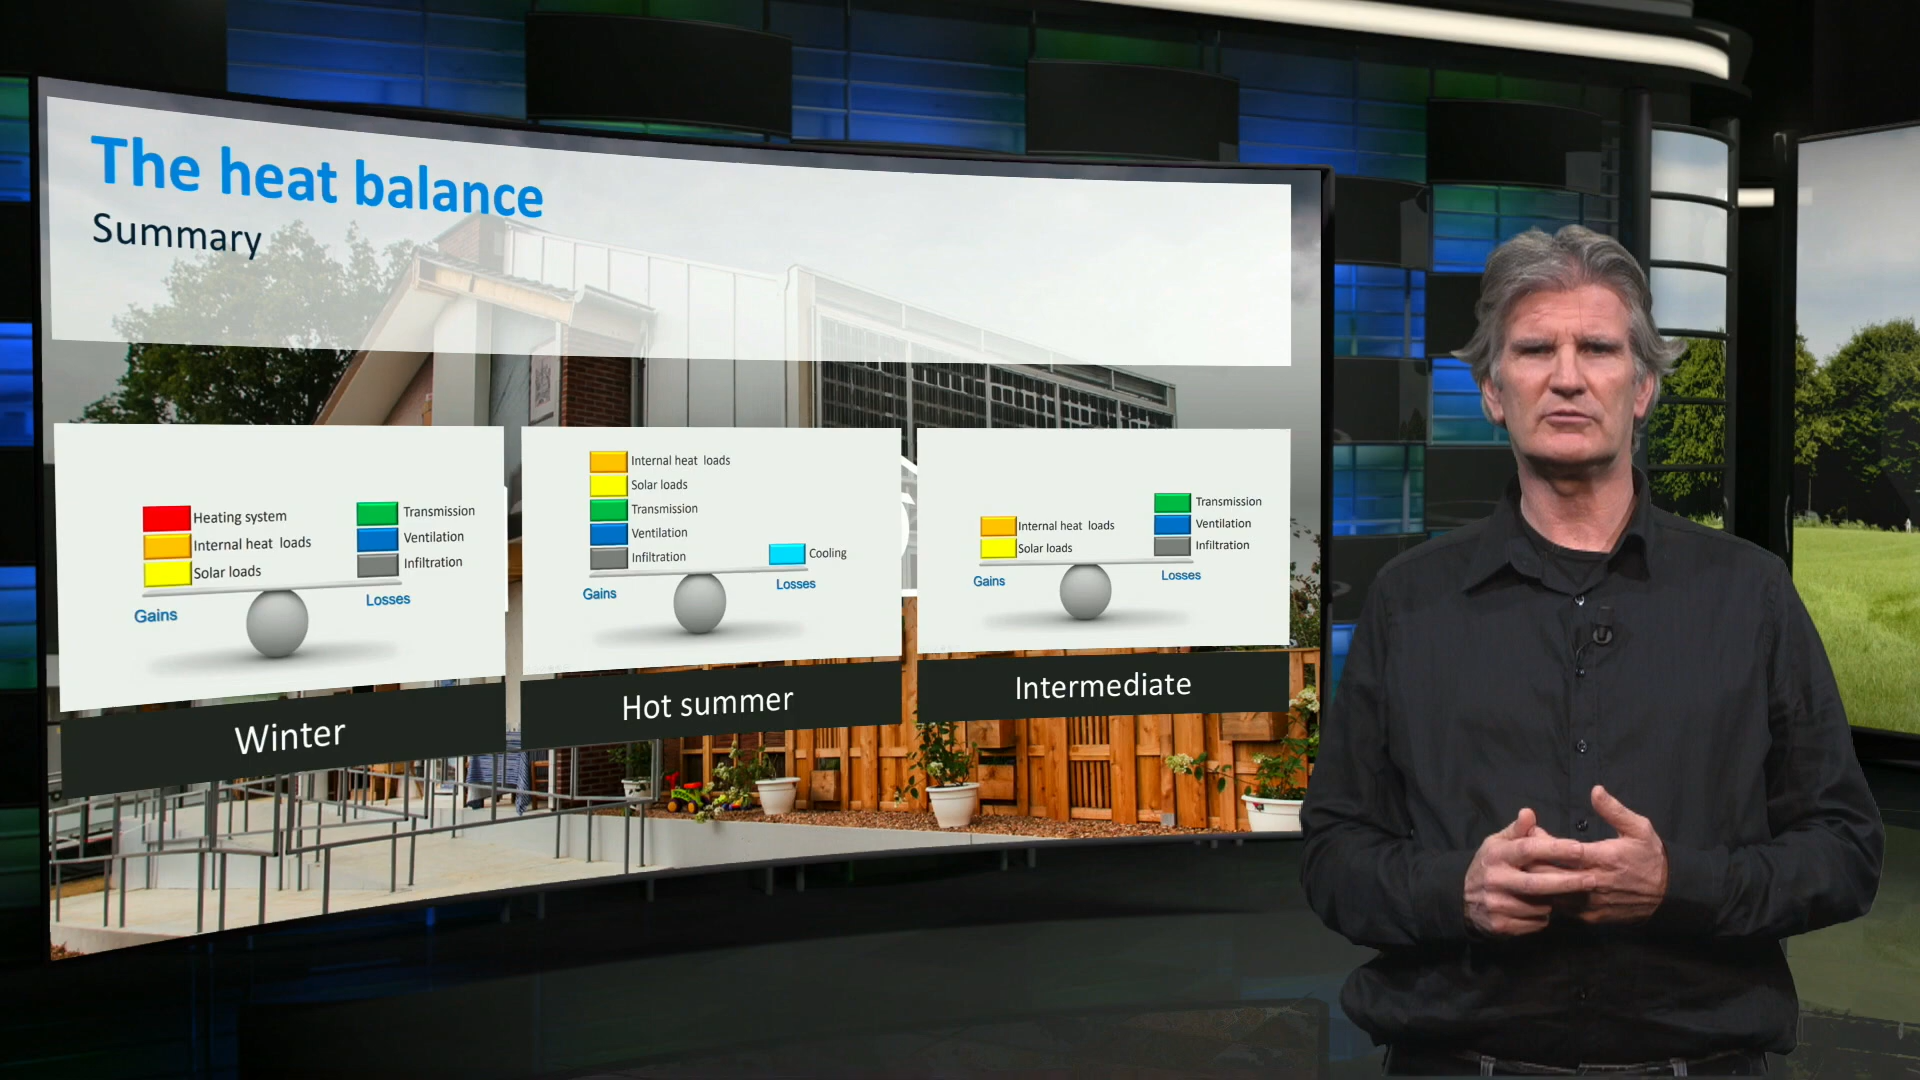 The heat balance
Summary
Heating system
Internal heat loads
Solar loads
Transmission
Ventilation
Infiltration
Gains
Losses
Winter
Internal heat loads
Solar loads
Transmission
Ventilation
Infiltration
Cooling
Gains
Losses
Hot summer
Internal heat loads
Solar loads
Transmission
Ventilation
Infiltration
Gains
Losses
Intermediate